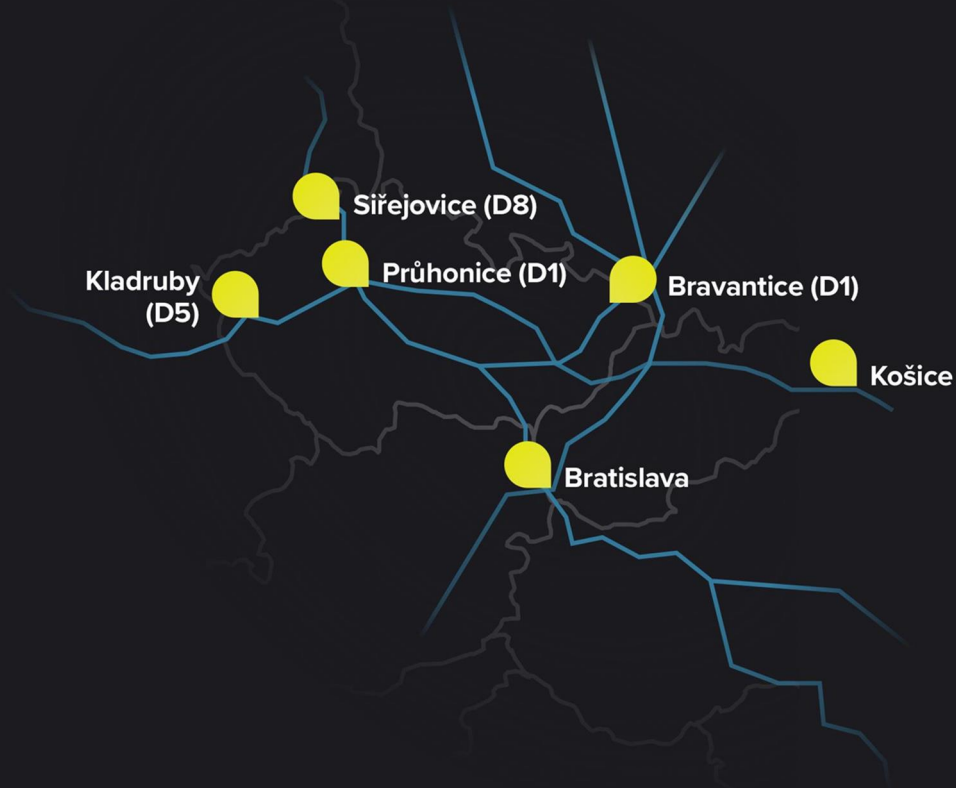 Siřejovice (D8)
Průhonice (D1)
Kladruby
(D5)
Bravantice (D1)
Košice
Bratislava